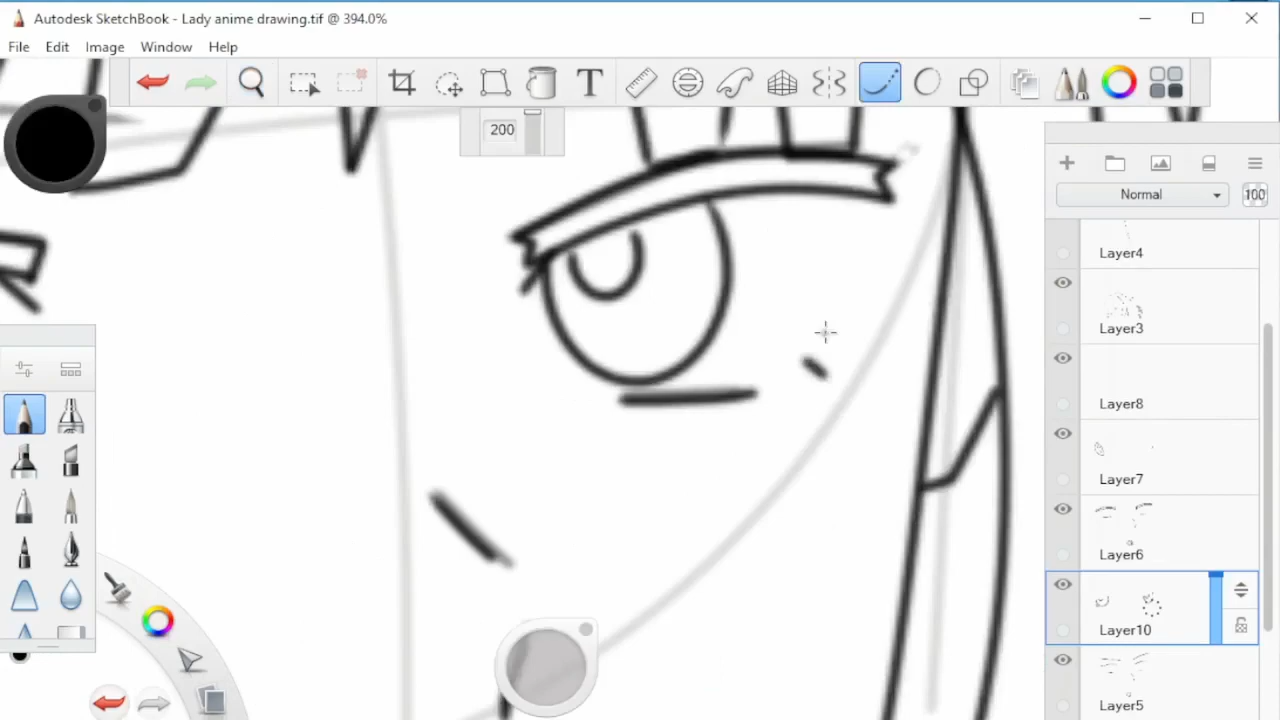 Autodesk SketchBook - Lady anime drawing.tif @ 394.0%
File Edit Image Window Help
T
200
Normal 100
Layer4
Layer3
Layer8
Layer7
Layer6
Layer10
Layer5